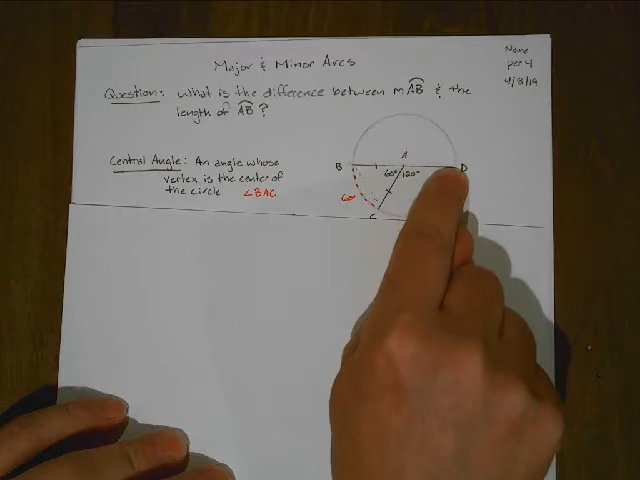 Major & Minor Arcs
Name
per 4
4/8/19
Question: What is the difference between mAB & the
length of AB?
Central Angle: An angle whose
vertex is the center of
the circle ∠BAC
A
B
D
60° 120°
60°
C